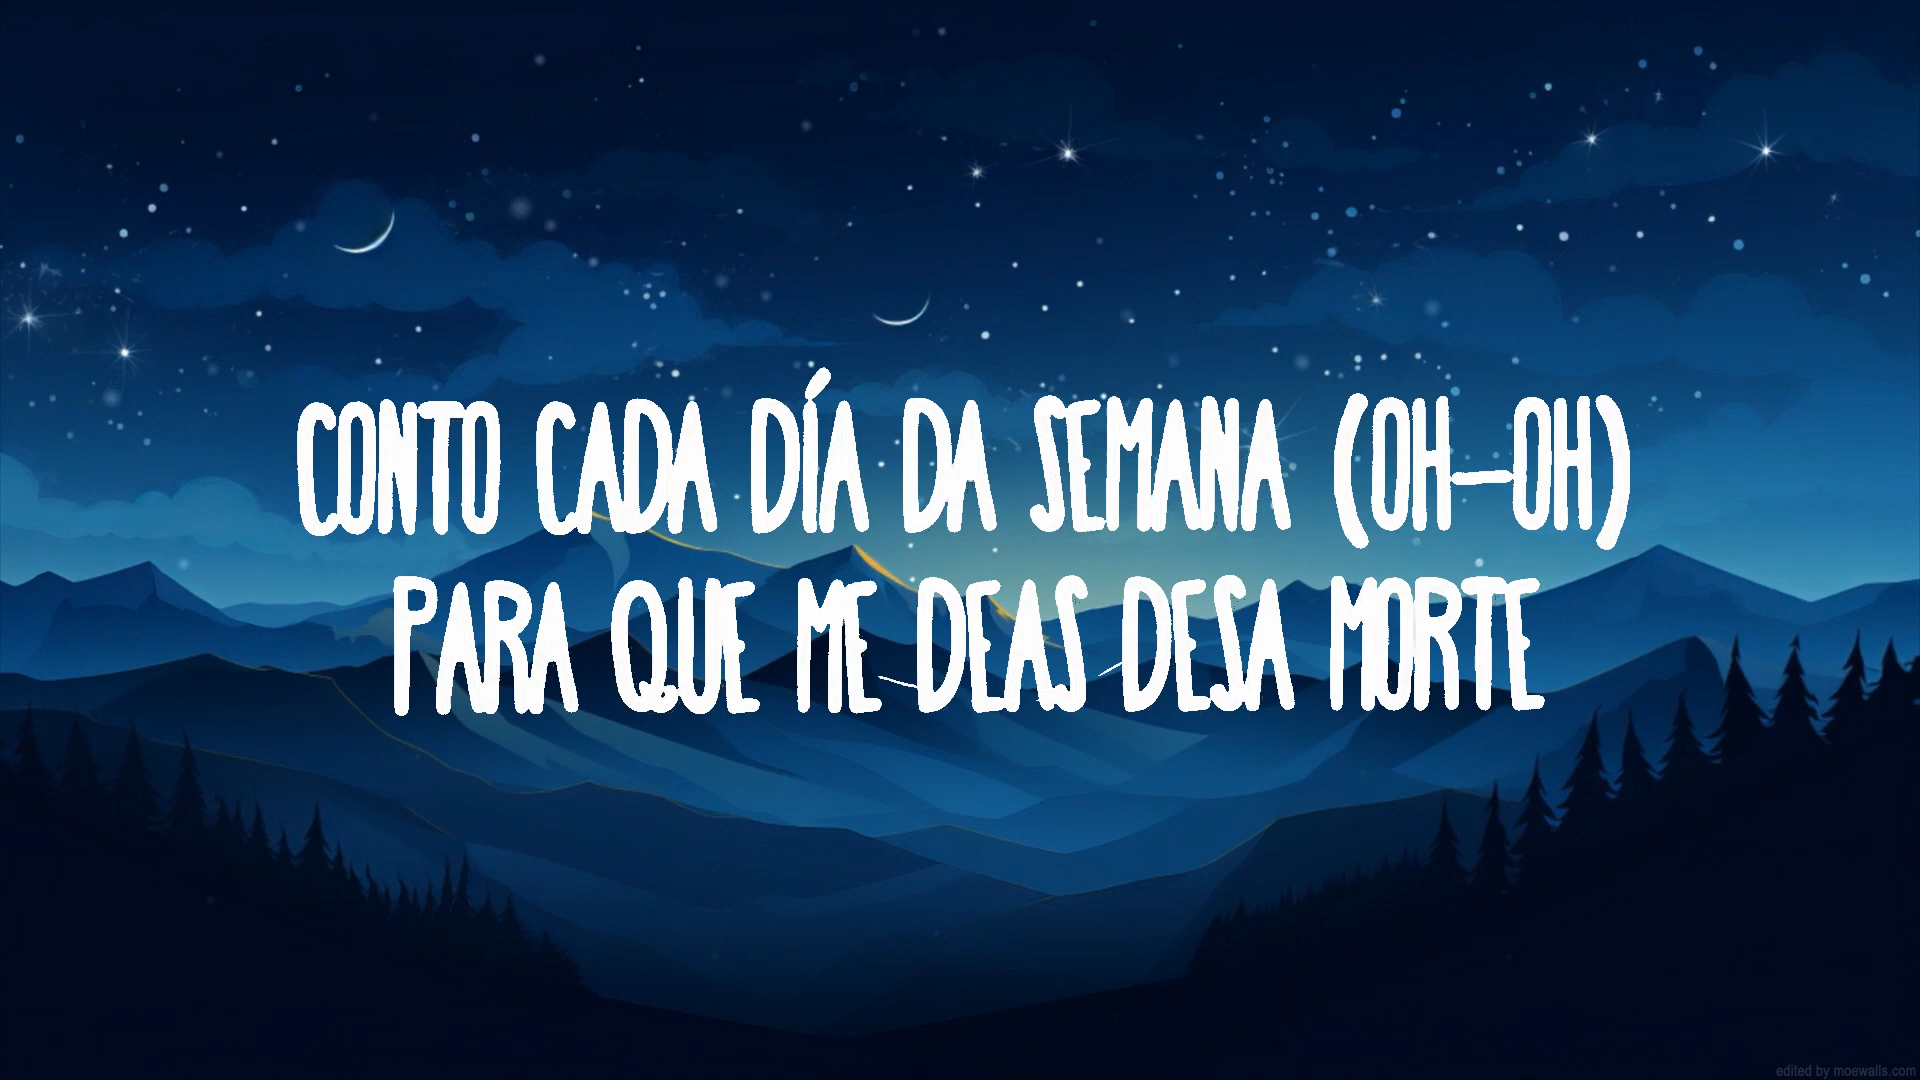 CONTO CADA DÍA DA SEMANA (OH-OH)
PARA QUE ME DEAS DESA MORTE
edited by moewalls.com